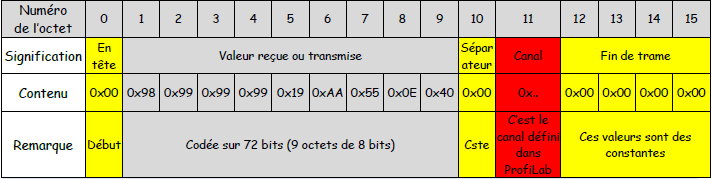 Numéro de l'octet 0 1 2 3 4 5 6 7 8 9 10 11 12 13 14 15
Signification En tête Valeur reçue ou transmise Sépar ateur Canal Fin de trame
Contenu 0x00 0x98 0x99 0x99 0x99 0x19 0xAA 0x55 0x0E 0x40 0x00 0x.. 0x00 0x00 0x00 0x00
Remarque Début Codée sur 72 bits (9 octets de 8 bits) Cste C'est le canal défini dans ProfiLab Ces valeurs sont des constantes